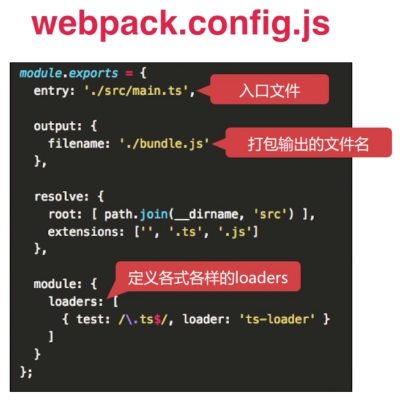 webpack.config.js
module.exports = {
entry: './src/main.ts',
入口文件
output: {
filename: './bundle.js'
打包输出的文件名
},
resolve: {
root: [ path.join(__dirname, 'src') ],
extensions: ['', '.ts', '.js']
},
module: {
定义各式各样的loaders
loaders: [
{ test: /\.ts$/, loader: 'ts-loader' }
]
}
};